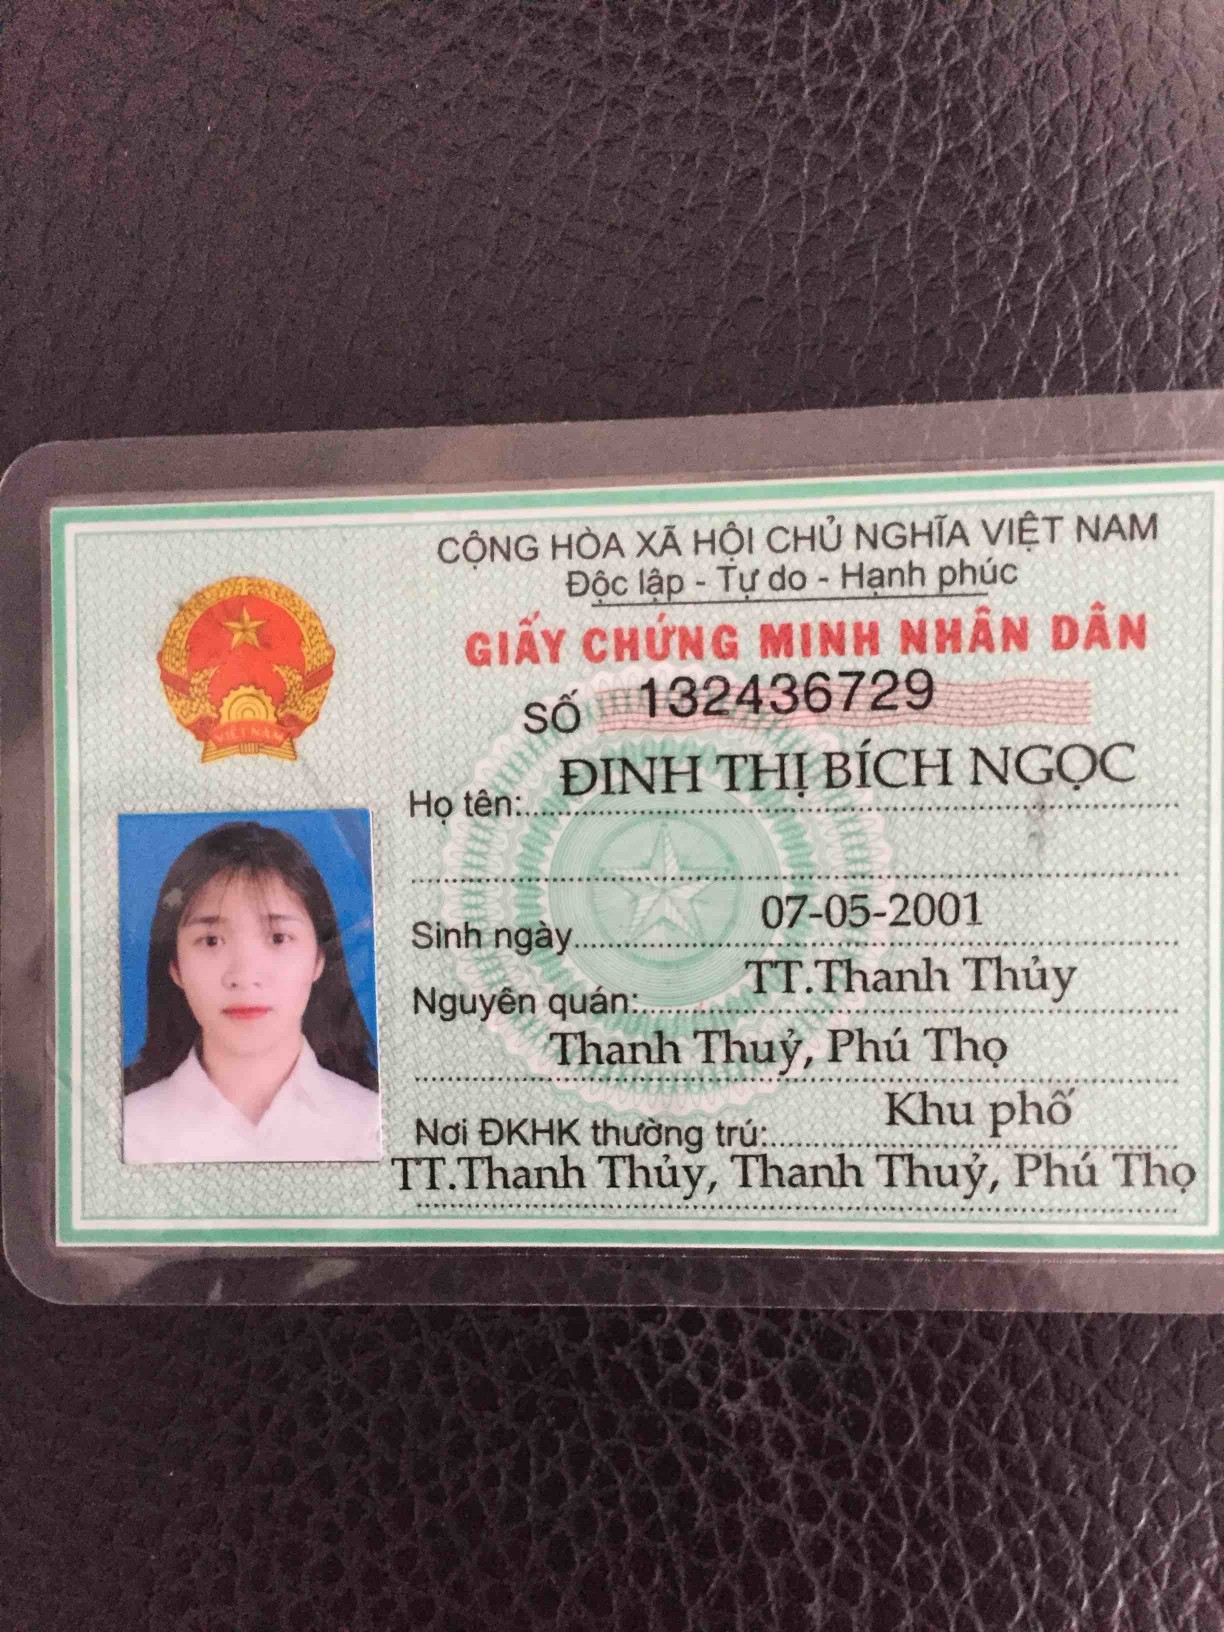 CỘNG HÒA XÃ HỘI CHỦ NGHĨA VIỆT NAM
Độc lập - Tự do - Hạnh phúc
GIẤY CHỨNG MINH NHÂN DÂN
SỐ 132436729
Họ tên: ĐINH THỊ BÍCH NGỌC
Sinh ngày 07-05-2001
Nguyên quán: TT.Thanh Thủy
Thanh Thuỷ, Phú Thọ
Nơi ĐKHK thường trú: Khu phố
TT.Thanh Thủy, Thanh Thuỷ, Phú Thọ
VIỆT NAM